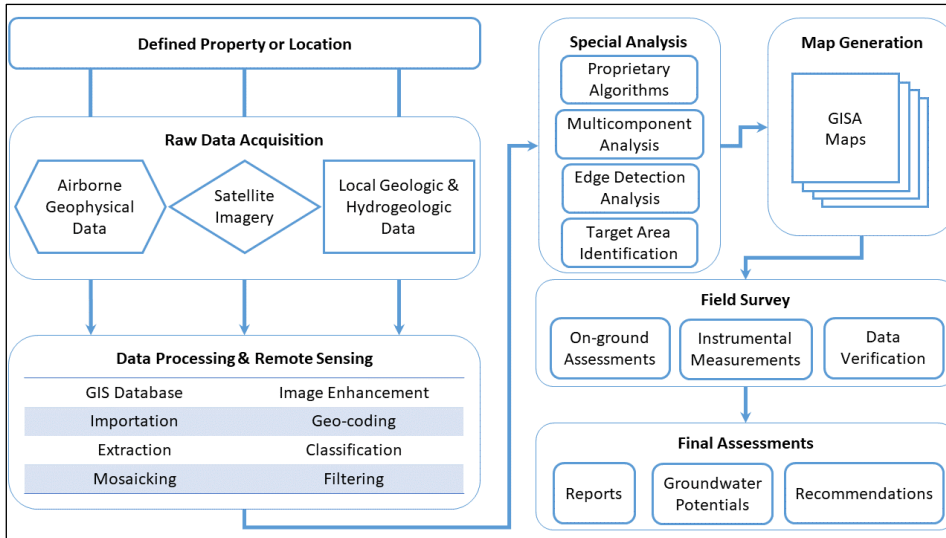 Defined Property or Location
Raw Data Acquisition
Airborne
Geophysical
Data
Satellite
Imagery
Local Geologic &
Hydrogeologic
Data
Data Processing & Remote Sensing
GIS Database
Image Enhancement
Importation
Geo-coding
Extraction
Classification
Mosaicking
Filtering
Special Analysis
Proprietary
Algorithms
Multicomponent
Analysis
Edge Detection
Analysis
Target Area
Identification
Map Generation
GISA
Maps
Field Survey
On-ground
Assessments
Instrumental
Measurements
Data
Verification
Final Assessments
Reports
Groundwater
Potentials
Recommendations